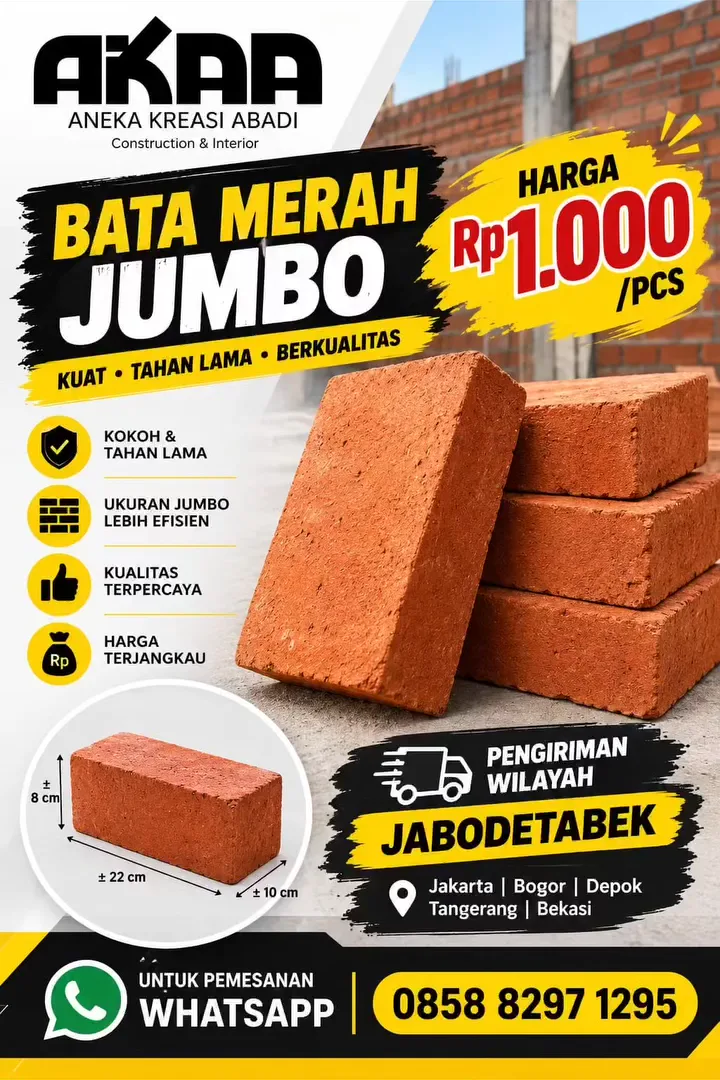 AKAA
ANEKA KREASI ABADI
Construction & Interior
BATA MERAH
JUMBO
KUAT • TAHAN LAMA • BERKUALITAS
HARGA
Rp1.000
/PCS
KOKOH &
TAHAN LAMA
UKURAN JUMBO
LEBIH EFISIEN
KUALITAS
TERPERCAYA
Rp
HARGA
TERJANGKAU
±
8 cm
± 22 cm
± 10 cm
PENGIRIMAN
WILAYAH
JABODETABEK
Jakarta | Bogor | Depok
Tangerang | Bekasi
UNTUK PEMESANAN
WHATSAPP
0858 8297 1295